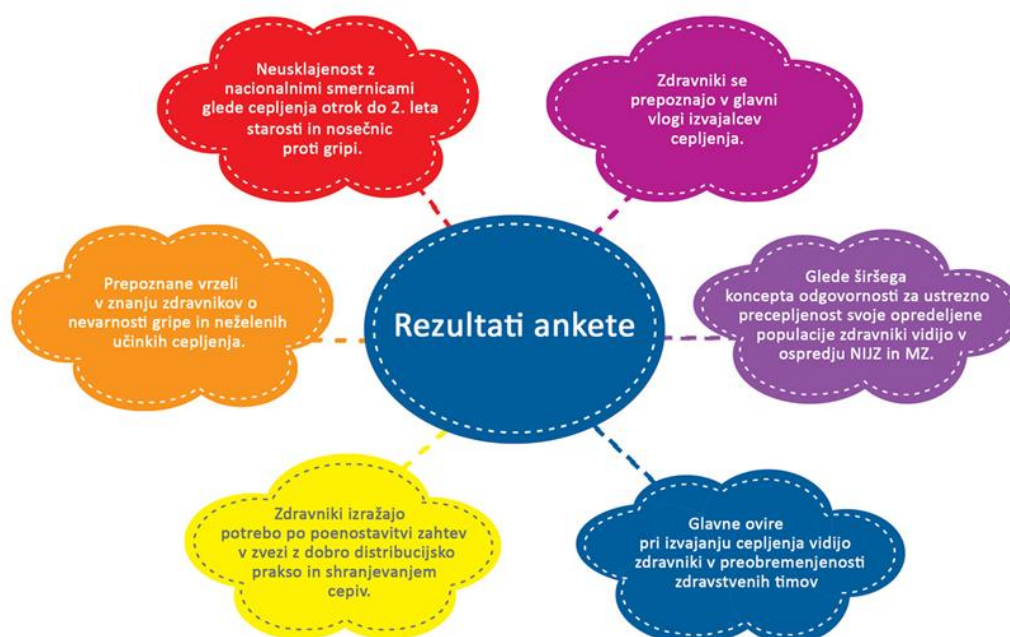 Neusklajenost z
nacionalnimi smernicami
glede cepljenja otrok do 2. leta
starosti in nosečnic
proti gripi.
Zdravniki se
prepoznajo v glavni
vlogi izvajalcev
cepljenja.
Prepoznane vrzeli
v znanju zdravnikov o
nevarnosti gripe in neželenih
učinkih cepljenja.
Rezultati ankete
Glede širšega
koncepta odgovornosti za ustrezno
precepljenost svoje opredeljene
populacije zdravniki vidijo v
ospredju NIJZ in MZ.
Zdravniki izražajo
potrebo po poenostavitvi zahtev
v zvezi z dobro distribucijsko
prakso in shranjevanjem
cepiv.
Glavne ovire
pri izvajanju cepljenja vidijo
zdravniki v preobremenjenosti
zdravstvenih timov